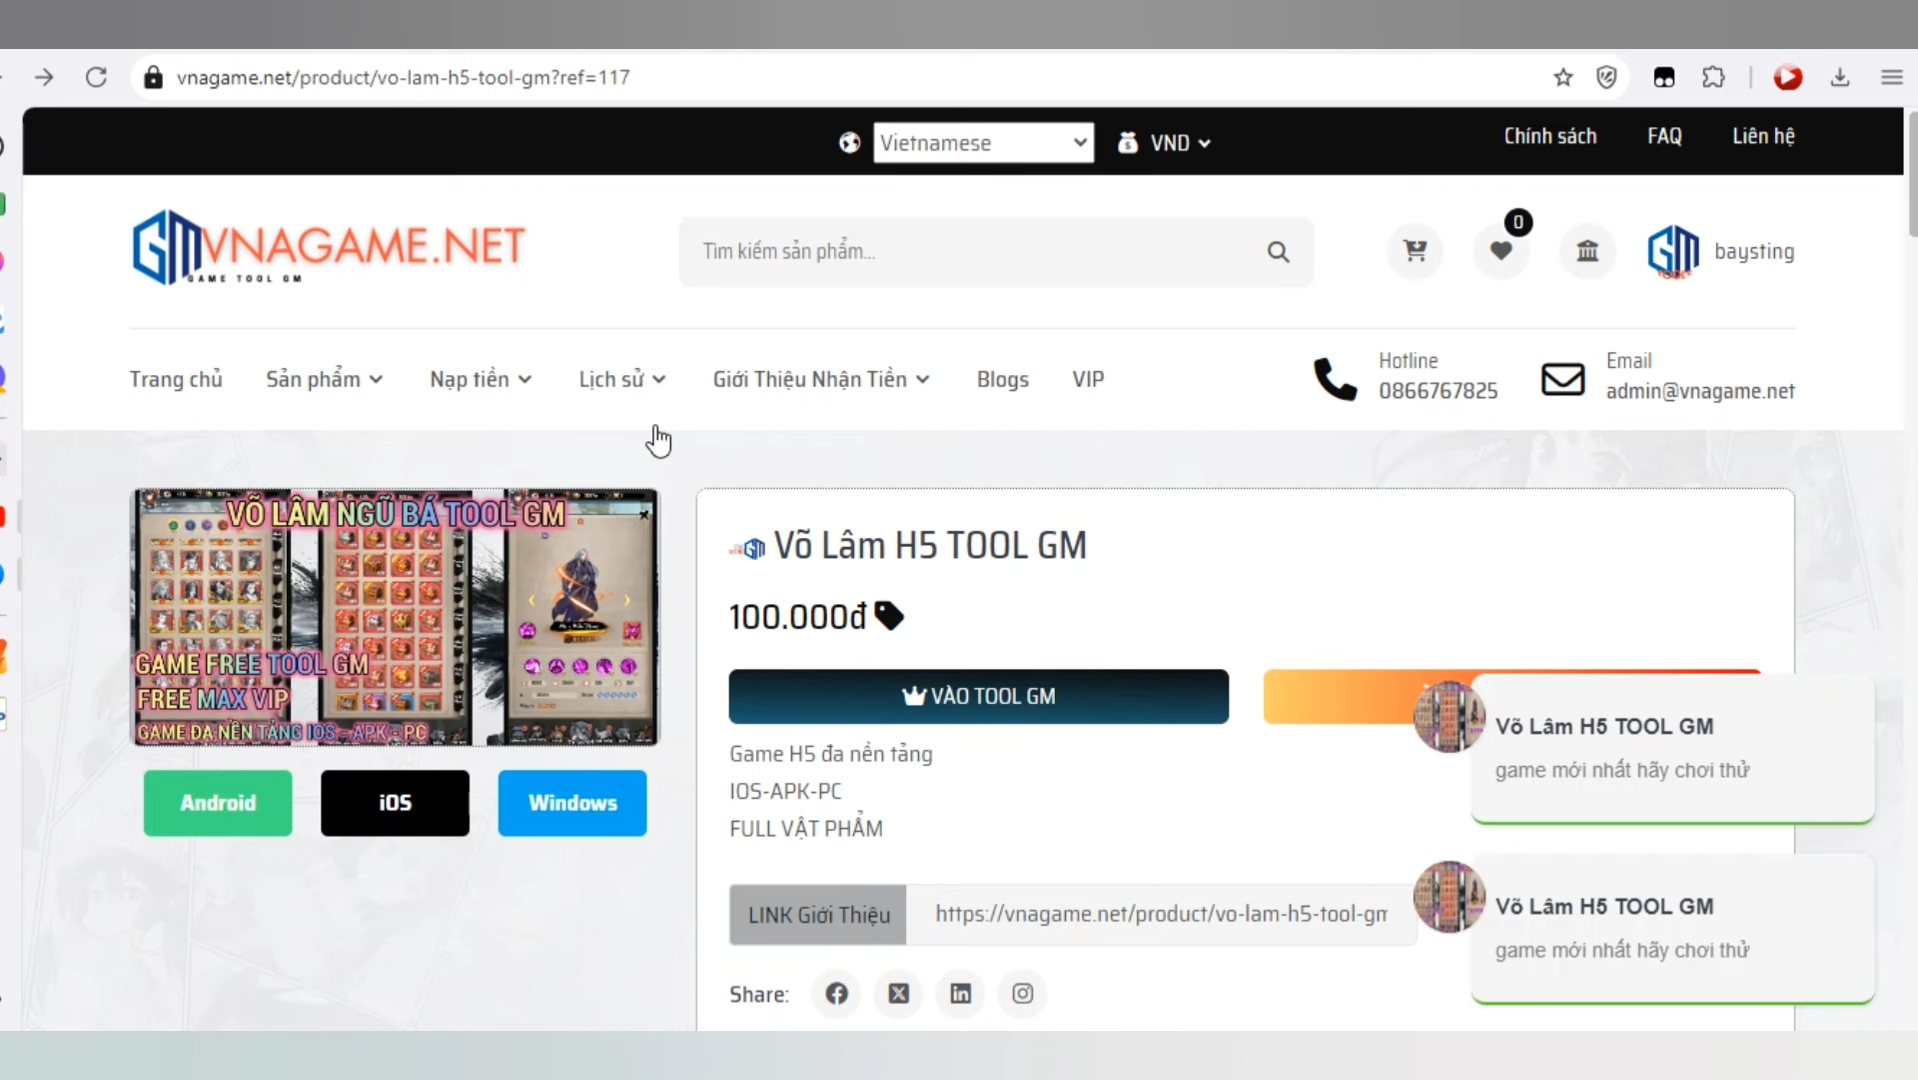 vnagame.net/product/vo-lam-h5-tool-gm?ref=117
Vietnamese
VND
Chính sách
FAQ
Liên hệ
GMVNAGAME.NET
GAME TOOL GM
Tìm kiếm sản phẩm...
0
baysting
Trang chủ
Sản phẩm
Nạp tiền
Lịch sử
Giới Thiệu Nhận Tiền
Blogs
VIP
Hotline
0866767825
Email
admin@vnagame.net
VÕ LÂM NGŨ BÁ TOOL GM
GAME FREE TOOL GM
FREE MAX VIP
GAME ĐA NỀN TẢNG IOS - APK - PC
Android
iOS
Windows
Võ Lâm H5 TOOL GM
100.000đ
VÀO TOOL GM
Game H5 đa nền tảng
IOS-APK-PC
FULL VẬT PHẨM
LINK Giới Thiệu
https://vnagame.net/product/vo-lam-h5-tool-gm
Share:
Võ Lâm H5 TOOL GM
game mới nhất hãy chơi thử
Võ Lâm H5 TOOL GM
game mới nhất hãy chơi thử